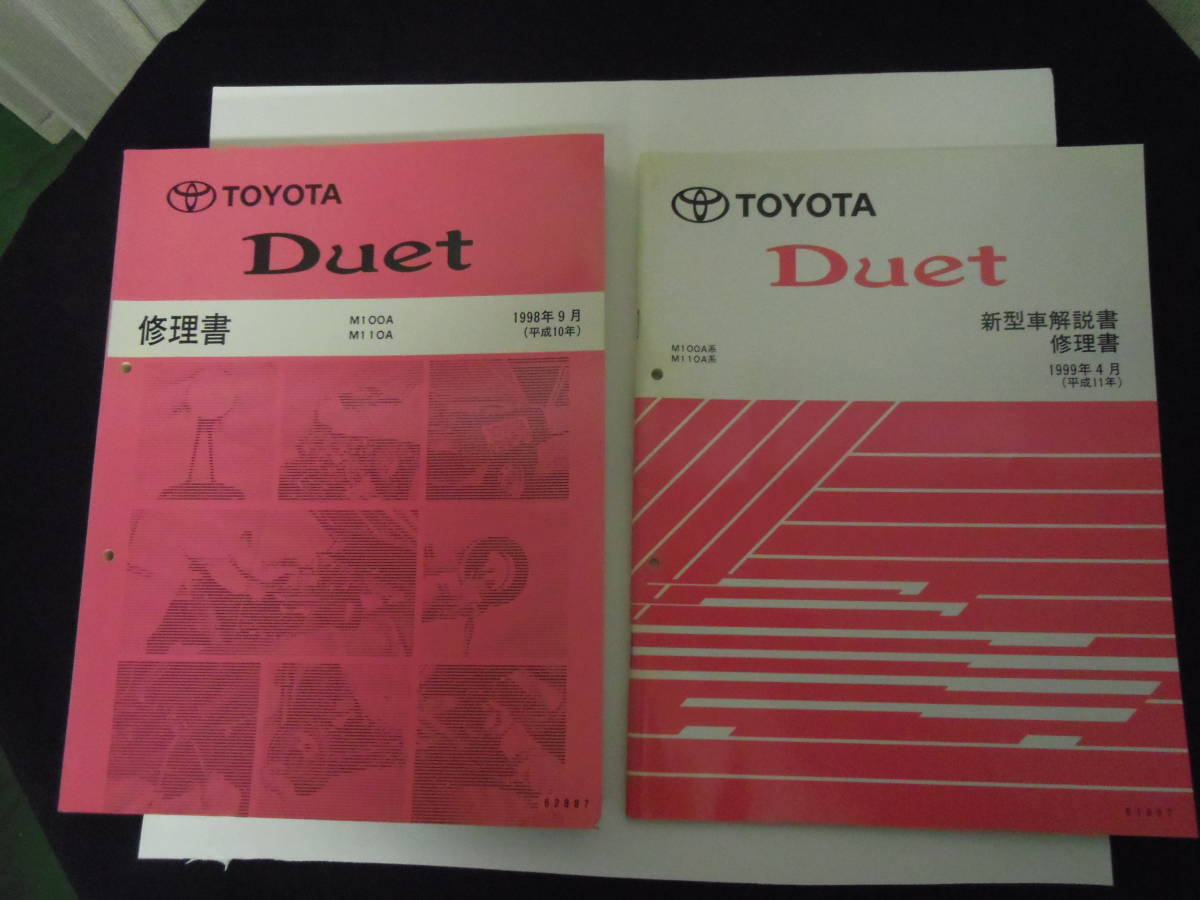 TOYOTA
Duet
修理書
M100A
M110A
1998年9月
(平成10年)
62887
TOYOTA
Duet
新型車解説書
修理書
M100A系
M110A系
1999年4月
(平成11年)